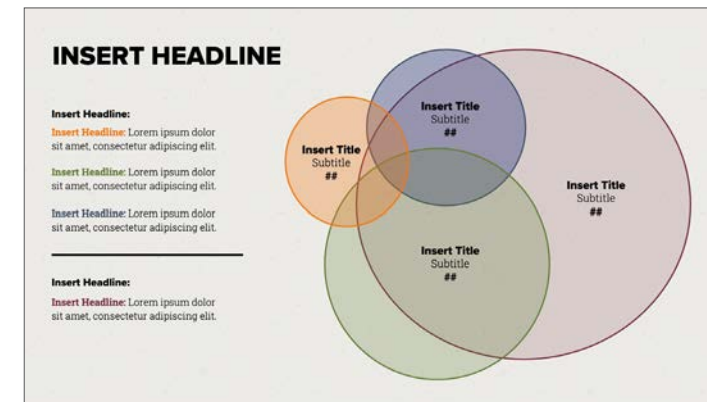 INSERT HEADLINE
Insert Headline:
Insert Headline: Lorem ipsum dolor
sit amet, consectetur adipiscing elit.
Insert Headline: Lorem ipsum dolor
sit amet, consectetur adipiscing elit.
Insert Headline: Lorem ipsum dolor
sit amet, consectetur adipiscing elit.
Insert Headline:
Insert Headline: Lorem ipsum dolor
sit amet, consectetur adipiscing elit.
Insert Title
Subtitle
##
Insert Title
Subtitle
##
Insert Title
Subtitle
##
Insert Title
Subtitle
##